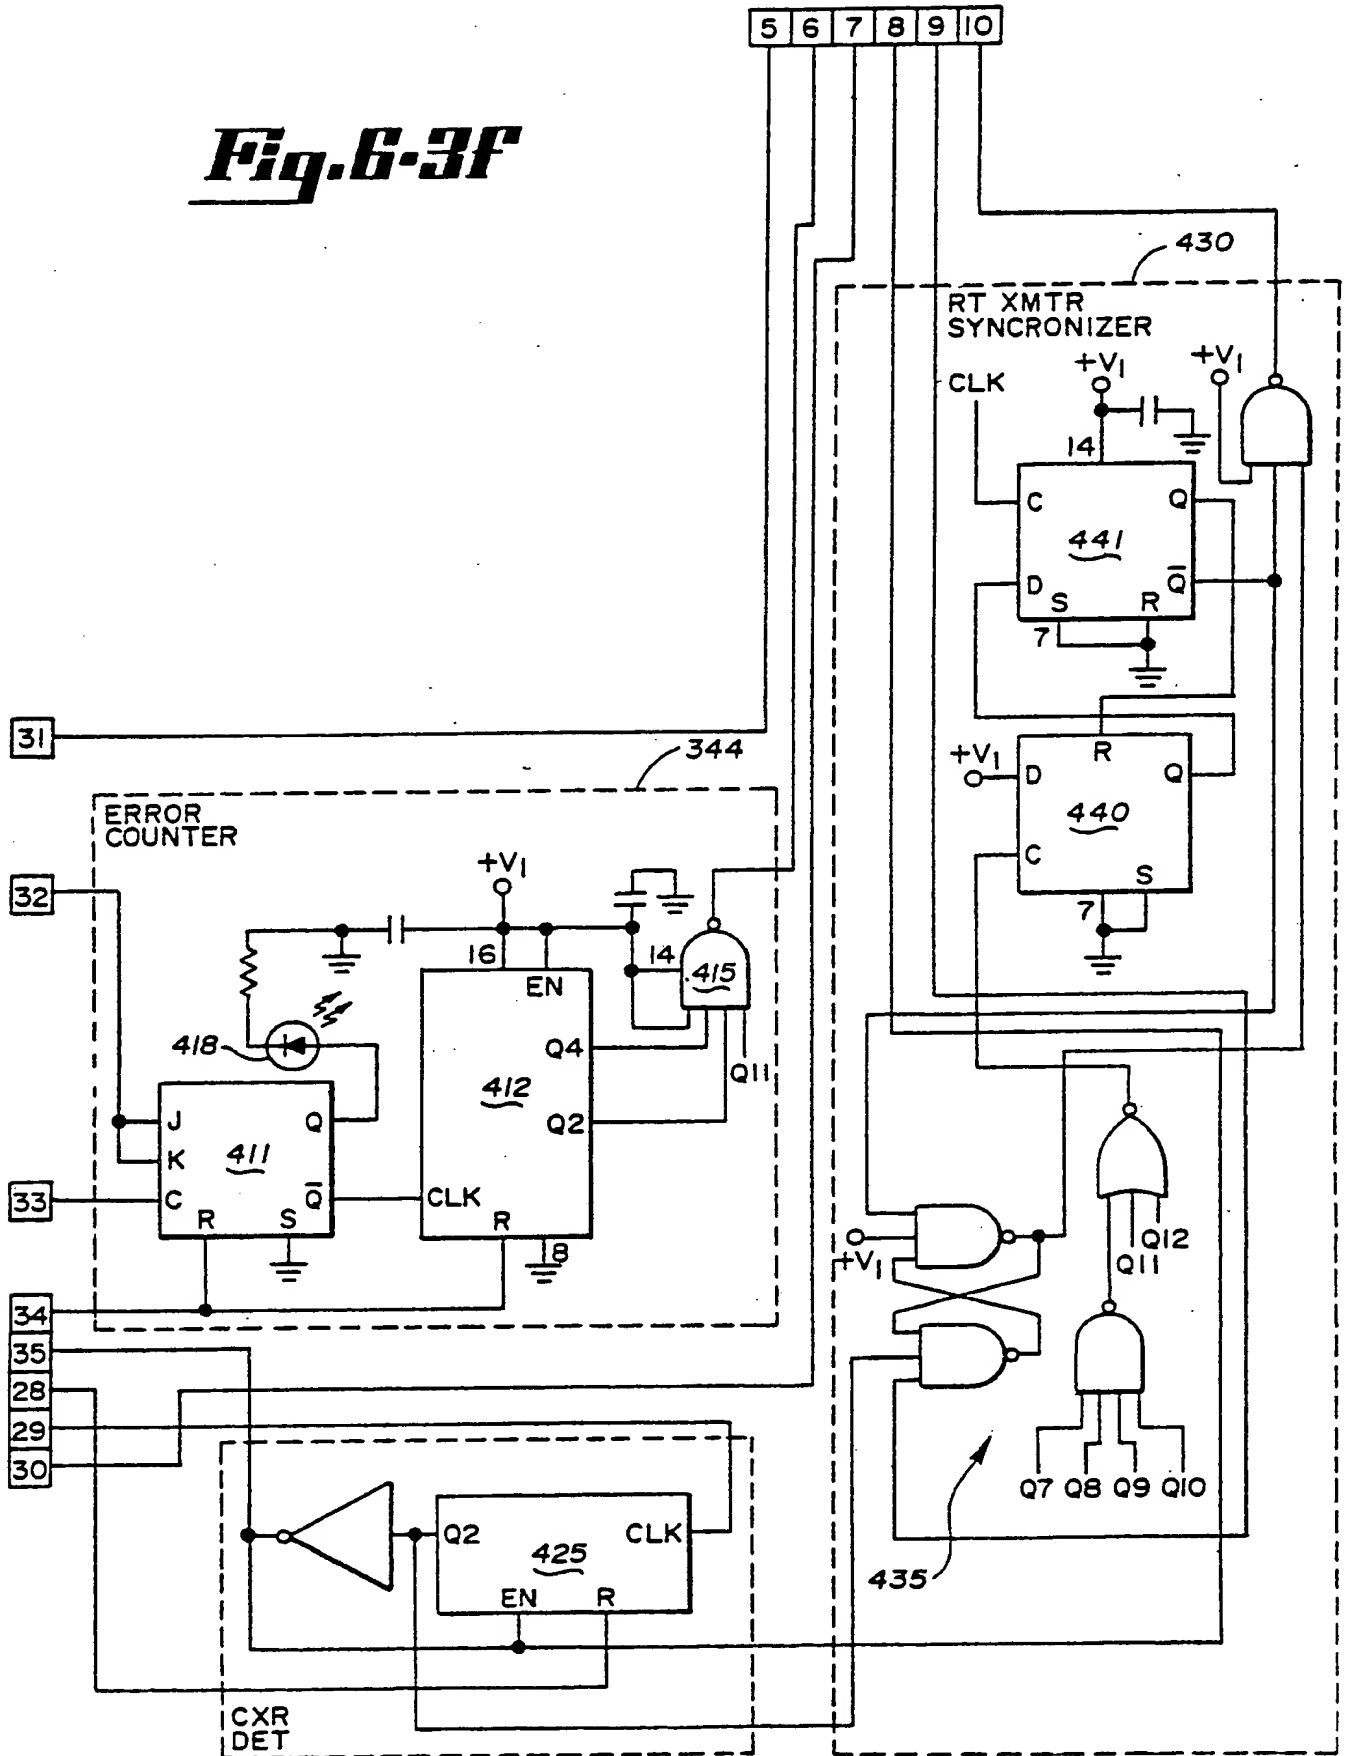 5 6 7 8 9 10
Fig.6-3f
430
RT XMTR
SYNCRONIZER
+V1
+V1
CLK
14
C
Q
441
D
Q̅
S
R
7
31
344
R
+V1
D
Q
440
C
S
7
ERROR
COUNTER
32
+V1
16
EN
14
415
418
Q4
Q11
412
Q2
J
Q
K
411
33
C
Q̅
CLK
R
S
R
8
+V1
Q12
Q11
34
35
28
29
30
Q7 Q8 Q9 Q10
435
Q2
CLK
425
EN
R
CXR
DET